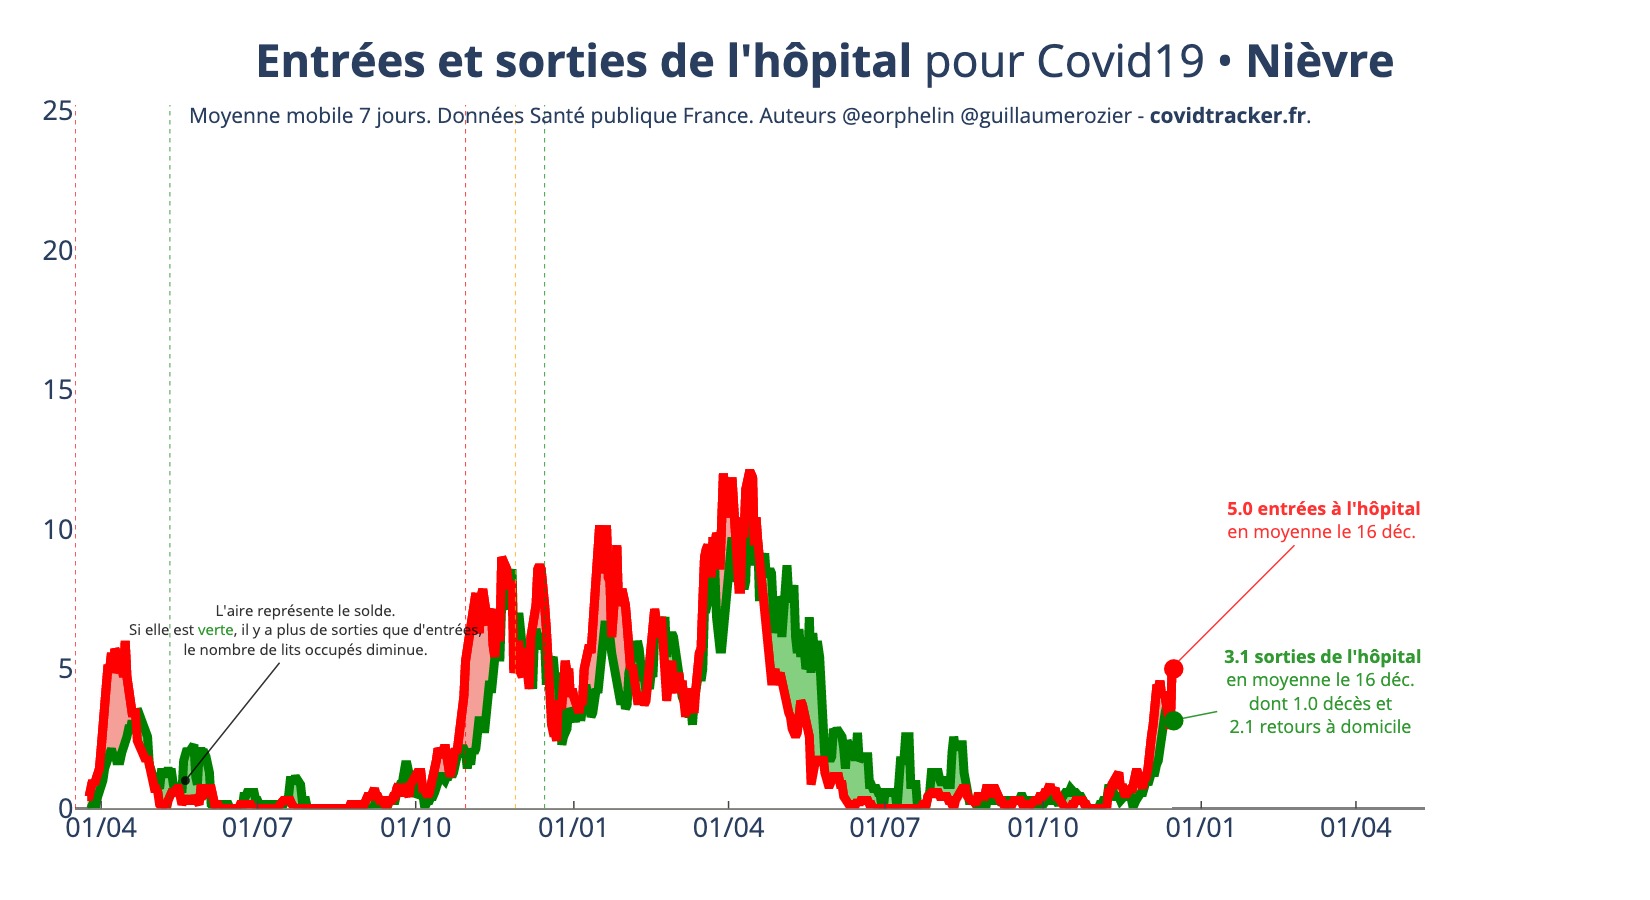 Entrées et sorties de l'hôpital pour Covid19 • Nièvre
Moyenne mobile 7 jours. Données Santé publique France. Auteurs @eorphelin @guillaumerozier - covidtracker.fr.
25
20
15
10
5
0
5.0 entrées à l'hôpital
en moyenne le 16 déc.
L'aire représente le solde.
Si elle est verte, il y a plus de sorties que d'entrées,
le nombre de lits occupés diminue.
3.1 sorties de l'hôpital
en moyenne le 16 déc.
dont 1.0 décès et
2.1 retours à domicile
01/04 01/07 01/10 01/01 01/04 01/07 01/10 01/01 01/04